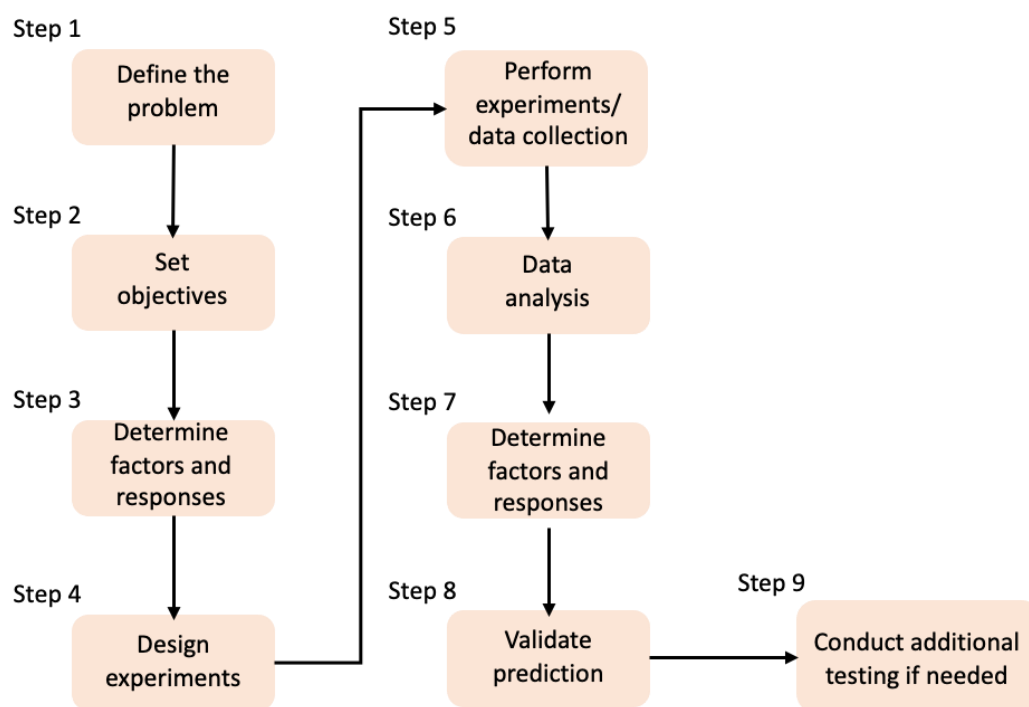 Step 1
Define the
problem
Step 2
Set
objectives
Step 3
Determine
factors and
responses
Step 4
Design
experiments
Step 5
Perform
experiments/
data collection
Step 6
Data
analysis
Step 7
Determine
factors and
responses
Step 8
Validate
prediction
Step 9
Conduct additional
testing if needed